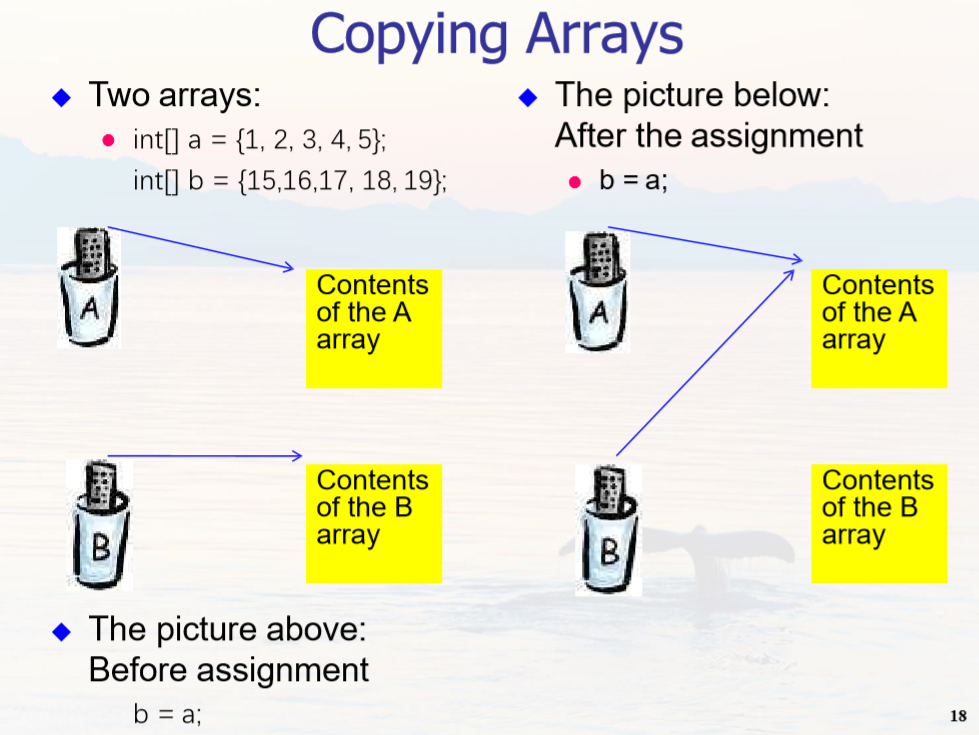 Copying Arrays
Two arrays:
int[] a = {1, 2, 3, 4, 5};
int[] b = {15,16,17, 18, 19};
A
Contents
of the A
array
B
Contents
of the B
array
The picture above:
Before assignment
b = a;
The picture below:
After the assignment
b = a;
A
Contents
of the A
array
B
Contents
of the B
array
18